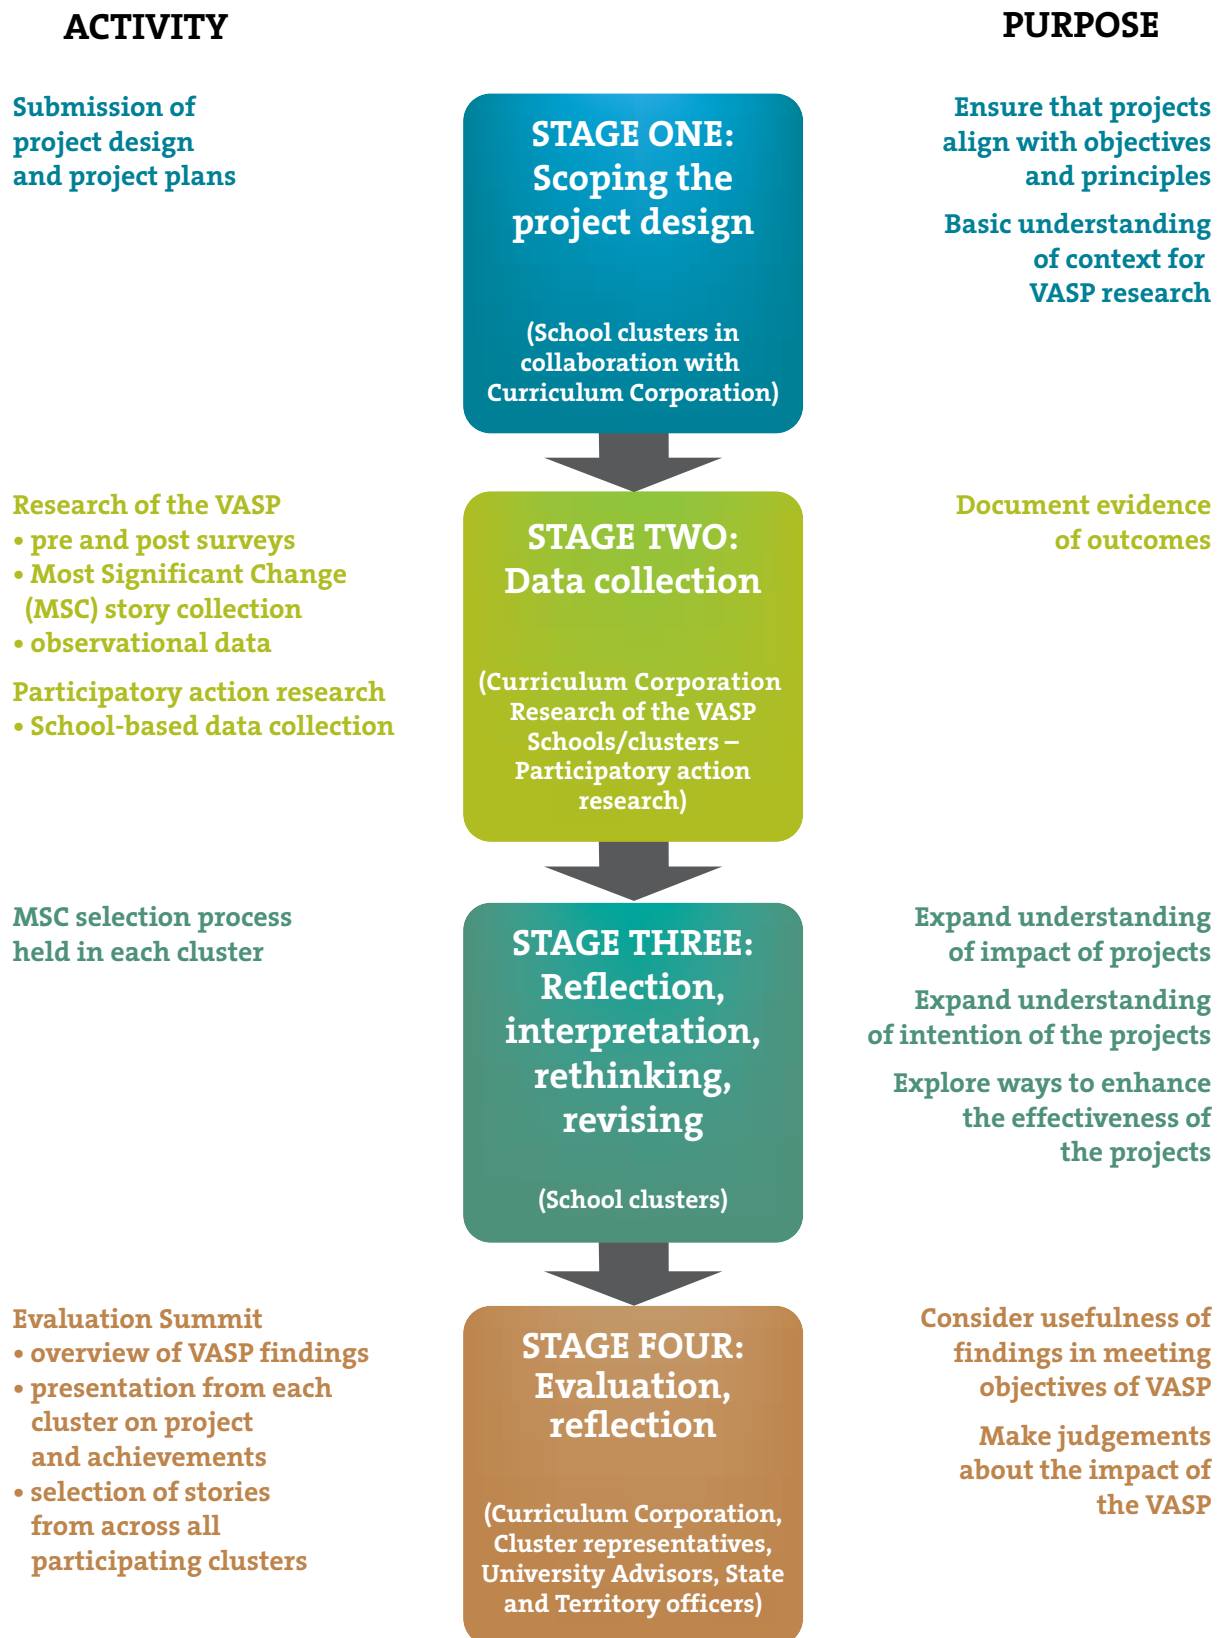 ACTIVITY
PURPOSE
Submission of
project design
and project plans
STAGE ONE:
Scoping the
project design
(School clusters in
collaboration with
Curriculum Corporation)
Ensure that projects
align with objectives
and principles
Basic understanding
of context for
VASP research
Research of the VASP
• pre and post surveys
• Most Significant Change
(MSC) story collection
• observational data
Participatory action research
• School-based data collection
STAGE TWO:
Data collection
(Curriculum Corporation
Research of the VASP
Schools/clusters –
Participatory action
research)
Document evidence
of outcomes
MSC selection process
held in each cluster
STAGE THREE:
Reflection,
interpretation,
rethinking,
revising
(School clusters)
Expand understanding
of impact of projects
Expand understanding
of intention of the projects
Explore ways to enhance
the effectiveness of
the projects
Evaluation Summit
• overview of VASP findings
• presentation from each
cluster on project
and achievements
• selection of stories
from across all
participating clusters
STAGE FOUR:
Evaluation,
reflection
(Curriculum Corporation,
Cluster representatives,
University Advisors, State
and Territory officers)
Consider usefulness of
findings in meeting
objectives of VASP
Make judgements
about the impact of
the VASP